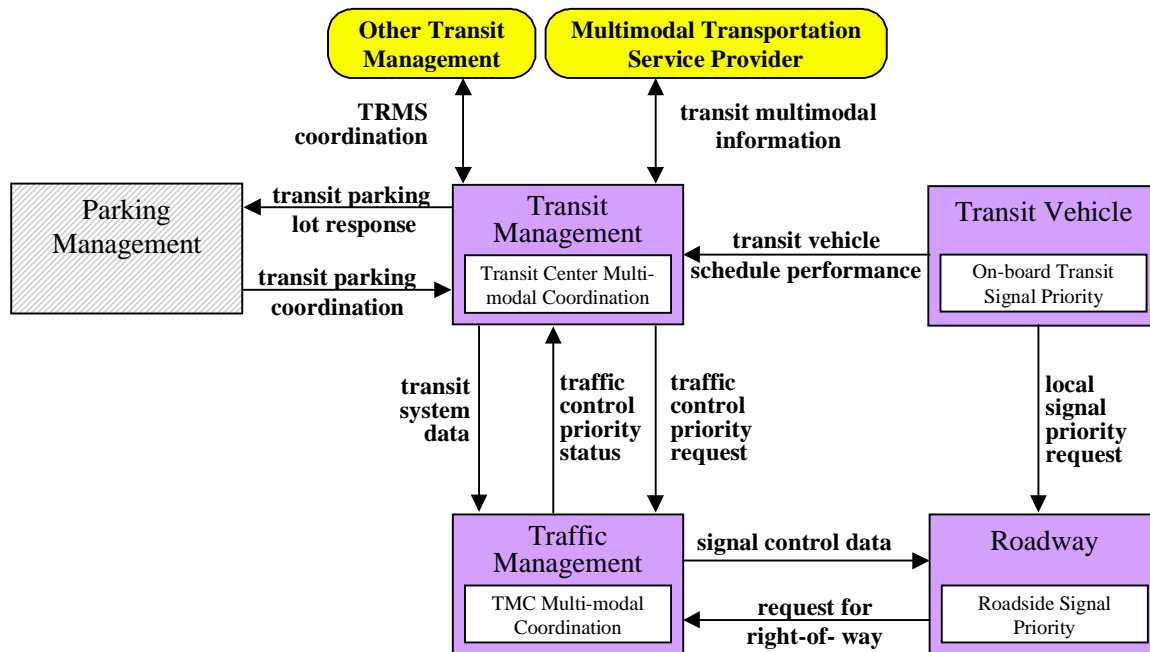 Other Transit
Management
Multimodal Transportation
Service Provider
TRMS
coordination
transit multimodal
information
Parking
Management
transit parking
lot response
transit parking
coordination
Transit
Management
Transit Center Multi-
modal Coordination
transit vehicle
schedule performance
Transit Vehicle
On-board Transit
Signal Priority
transit
system
data
traffic
control
priority
status
traffic
control
priority
request
local
signal
priority
request
Traffic
Management
TMC Multi-modal
Coordination
signal control data
request for
right-of- way
Roadway
Roadside Signal
Priority